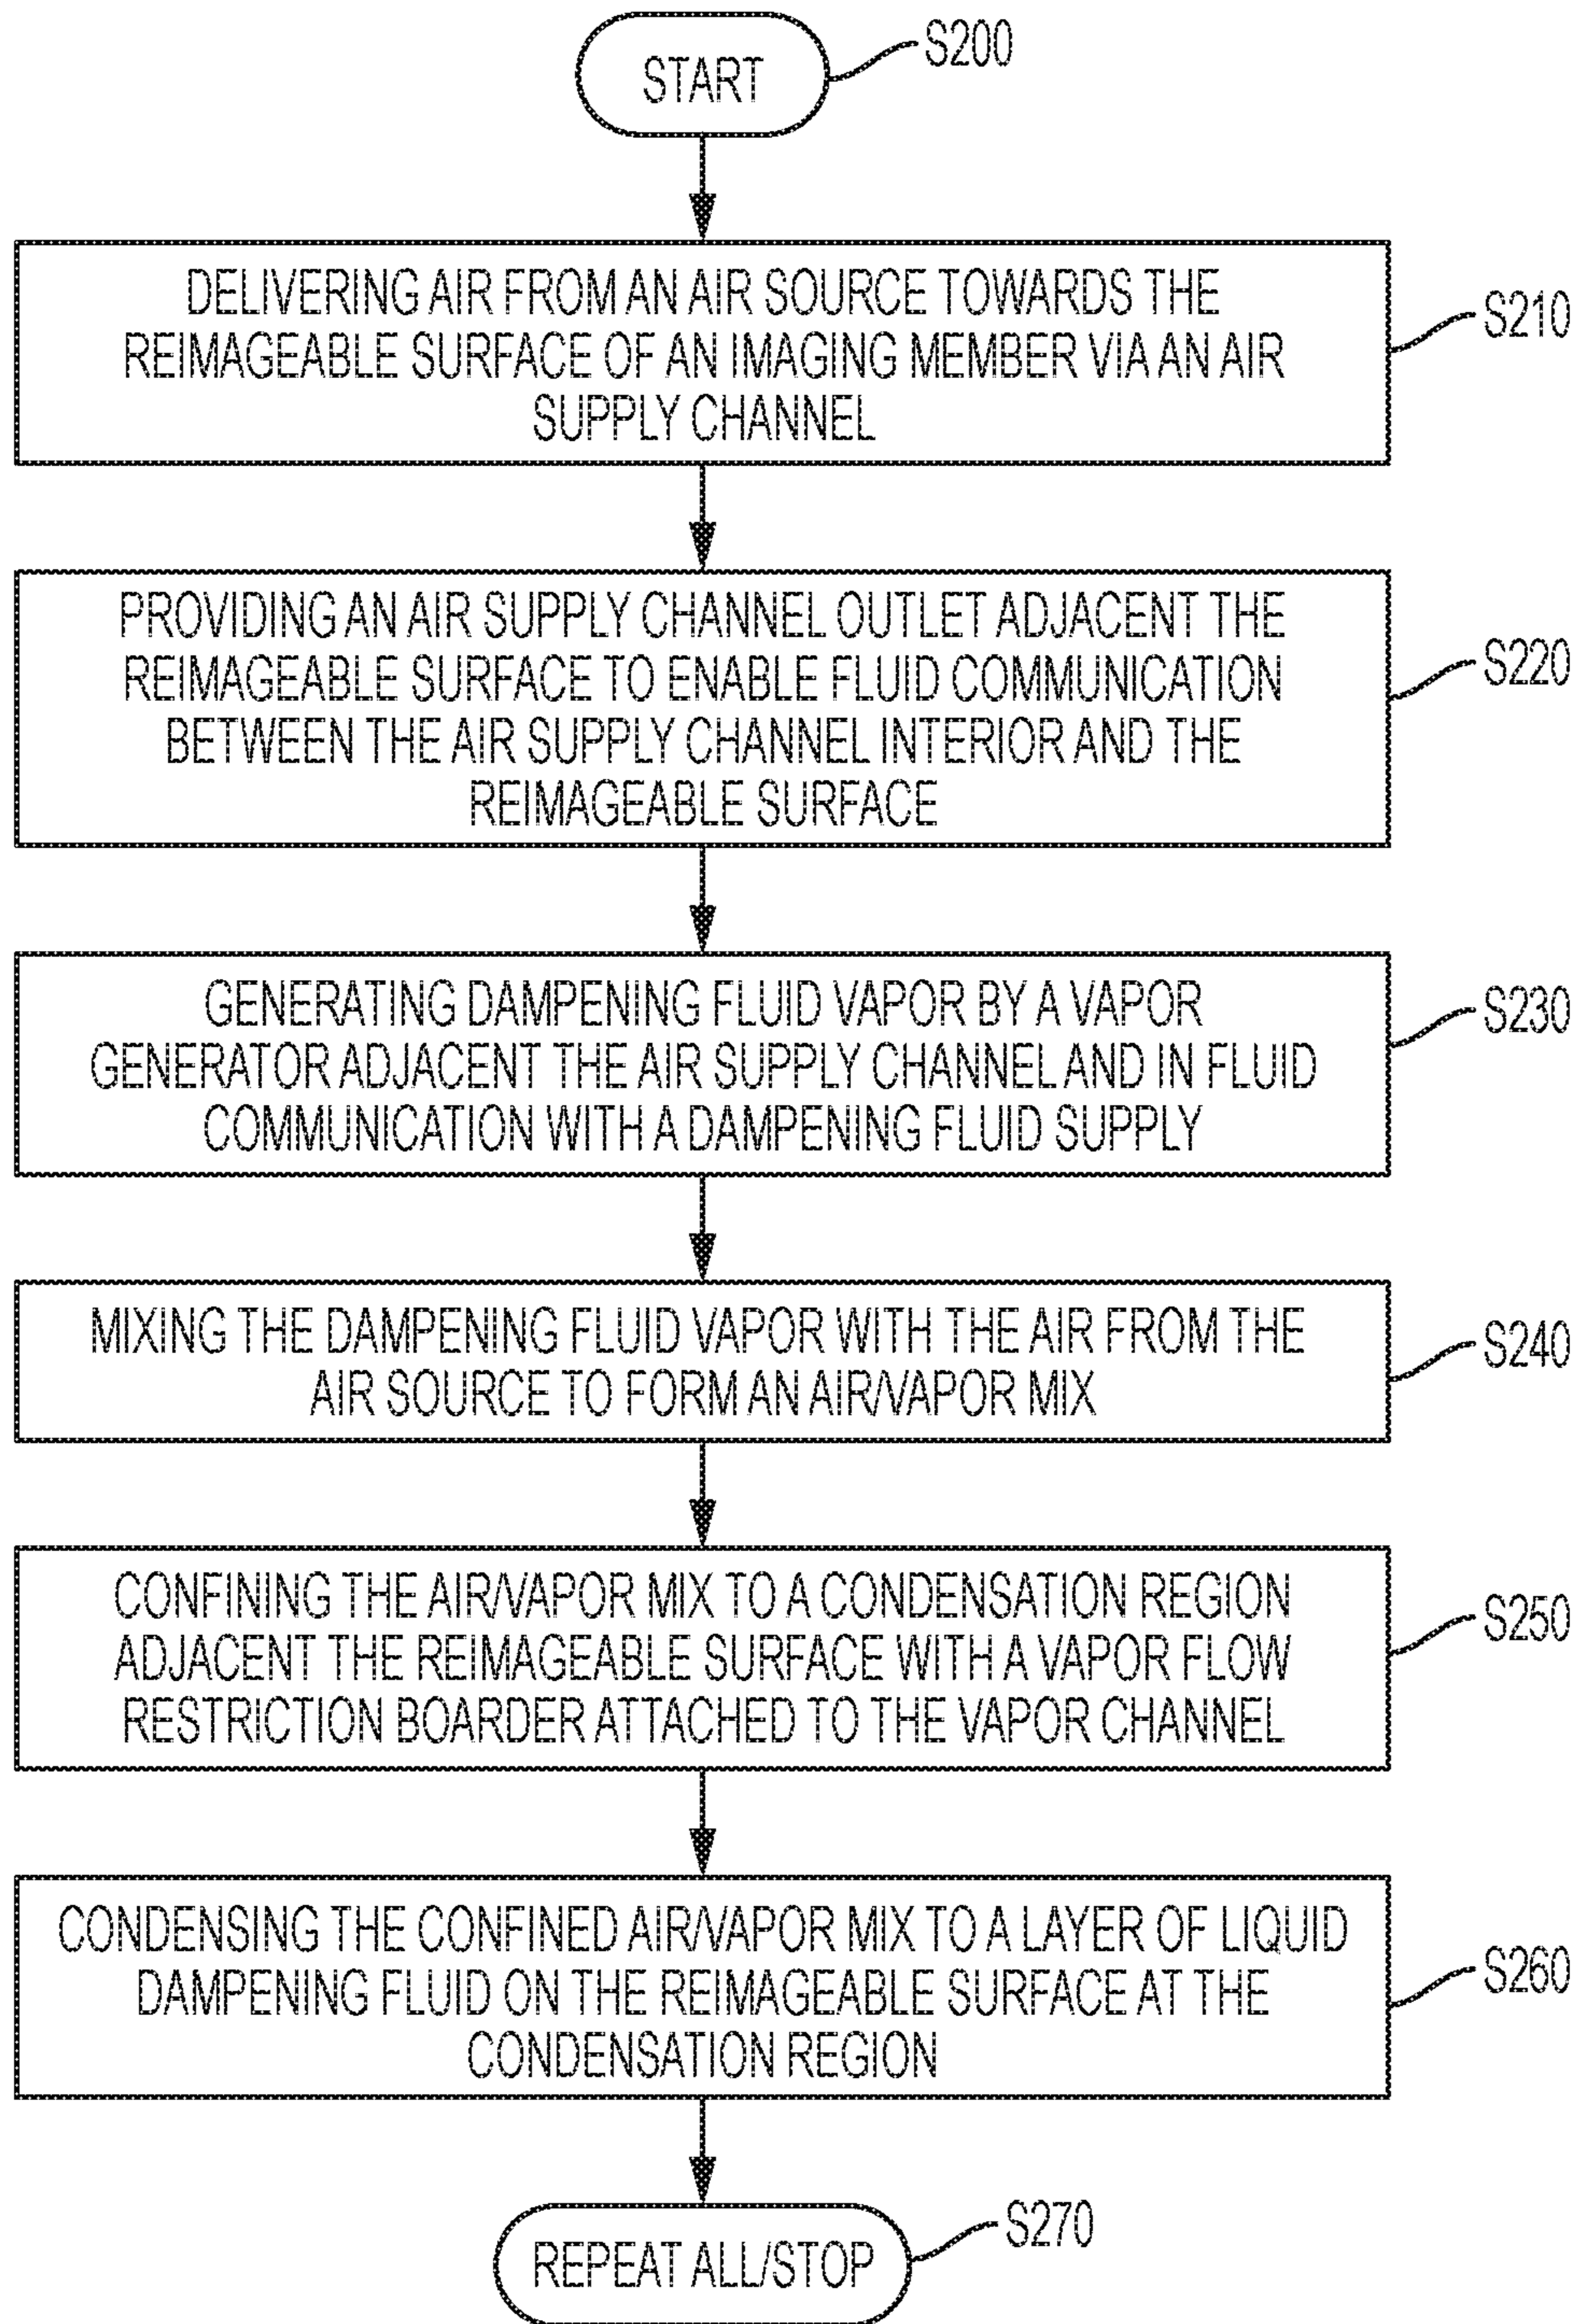 START
S200
DELIVERING AIR FROM AN AIR SOURCE TOWARDS THE
REIMAGEABLE SURFACE OF AN IMAGING MEMBER VIA AN AIR
SUPPLY CHANNEL
S210
PROVIDING AN AIR SUPPLY CHANNEL OUTLET ADJACENT THE
REIMAGEABLE SURFACE TO ENABLE FLUID COMMUNICATION
BETWEEN THE AIR SUPPLY CHANNEL INTERIOR AND THE
REIMAGEABLE SURFACE
S220
GENERATING DAMPENING FLUID VAPOR BY A VAPOR
GENERATOR ADJACENT THE AIR SUPPLY CHANNEL AND IN FLUID
COMMUNICATION WITH A DAMPENING FLUID SUPPLY
S230
MIXING THE DAMPENING FLUID VAPOR WITH THE AIR FROM THE
AIR SOURCE TO FORM AN AIR/VAPOR MIX
S240
CONFINING THE AIR/VAPOR MIX TO A CONDENSATION REGION
ADJACENT THE REIMAGEABLE SURFACE WITH A VAPOR FLOW
RESTRICTION BOARDER ATTACHED TO THE VAPOR CHANNEL
S250
CONDENSING THE CONFINED AIR/VAPOR MIX TO A LAYER OF LIQUID
DAMPENING FLUID ON THE REIMAGEABLE SURFACE AT THE
CONDENSATION REGION
S260
REPEAT ALL/STOP
S270